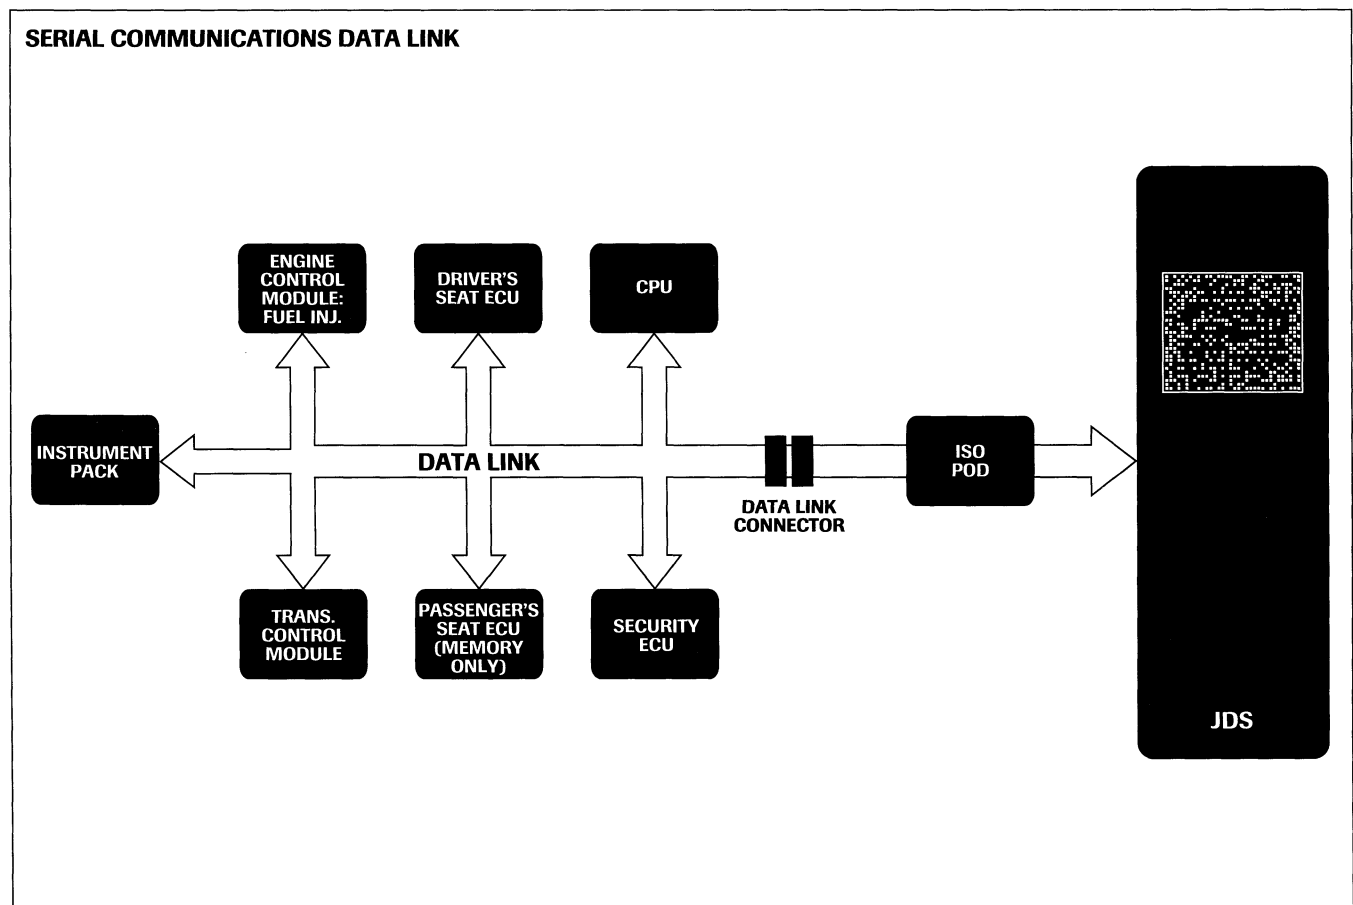 SERIAL COMMUNICATIONS DATA LINK
ENGINE
CONTROL
MODULE:
FUEL INJ.
DRIVER'S
SEAT ECU
CPU
INSTRUMENT
PACK
DATA LINK
ISO
POD
DATA LINK
CONNECTOR
TRANS.
CONTROL
MODULE
PASSENGER'S
SEAT ECU
(MEMORY
ONLY)
SECURITY
ECU
JDS